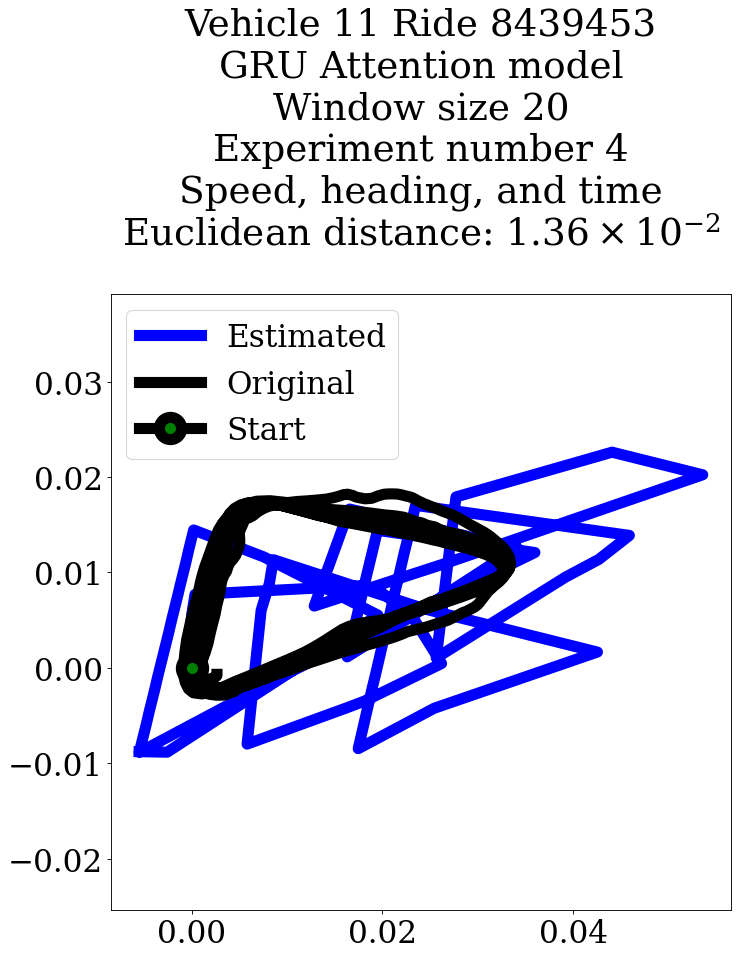 Vehicle 11 Ride 8439453
GRU Attention model
Window size 20
Experiment number 4
Speed, heading, and time
Euclidean distance: 1.36 × 10⁻²
Estimated
Original
Start
0.03
0.02
0.01
0.00
−0.01
−0.02
0.00 0.02 0.04